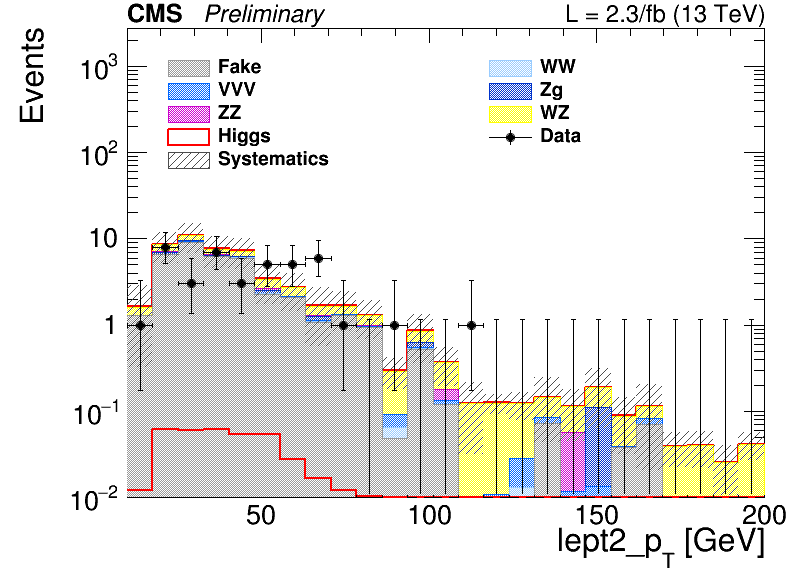 CMS Preliminary L = 2.3/fb (13 TeV)
Events
Fake
VVV
ZZ
Higgs
Systematics
WW
Zg
WZ
Data
10³
10²
10
1
10⁻¹
10⁻²
50 100 150 200
lept2_p_T [GeV]